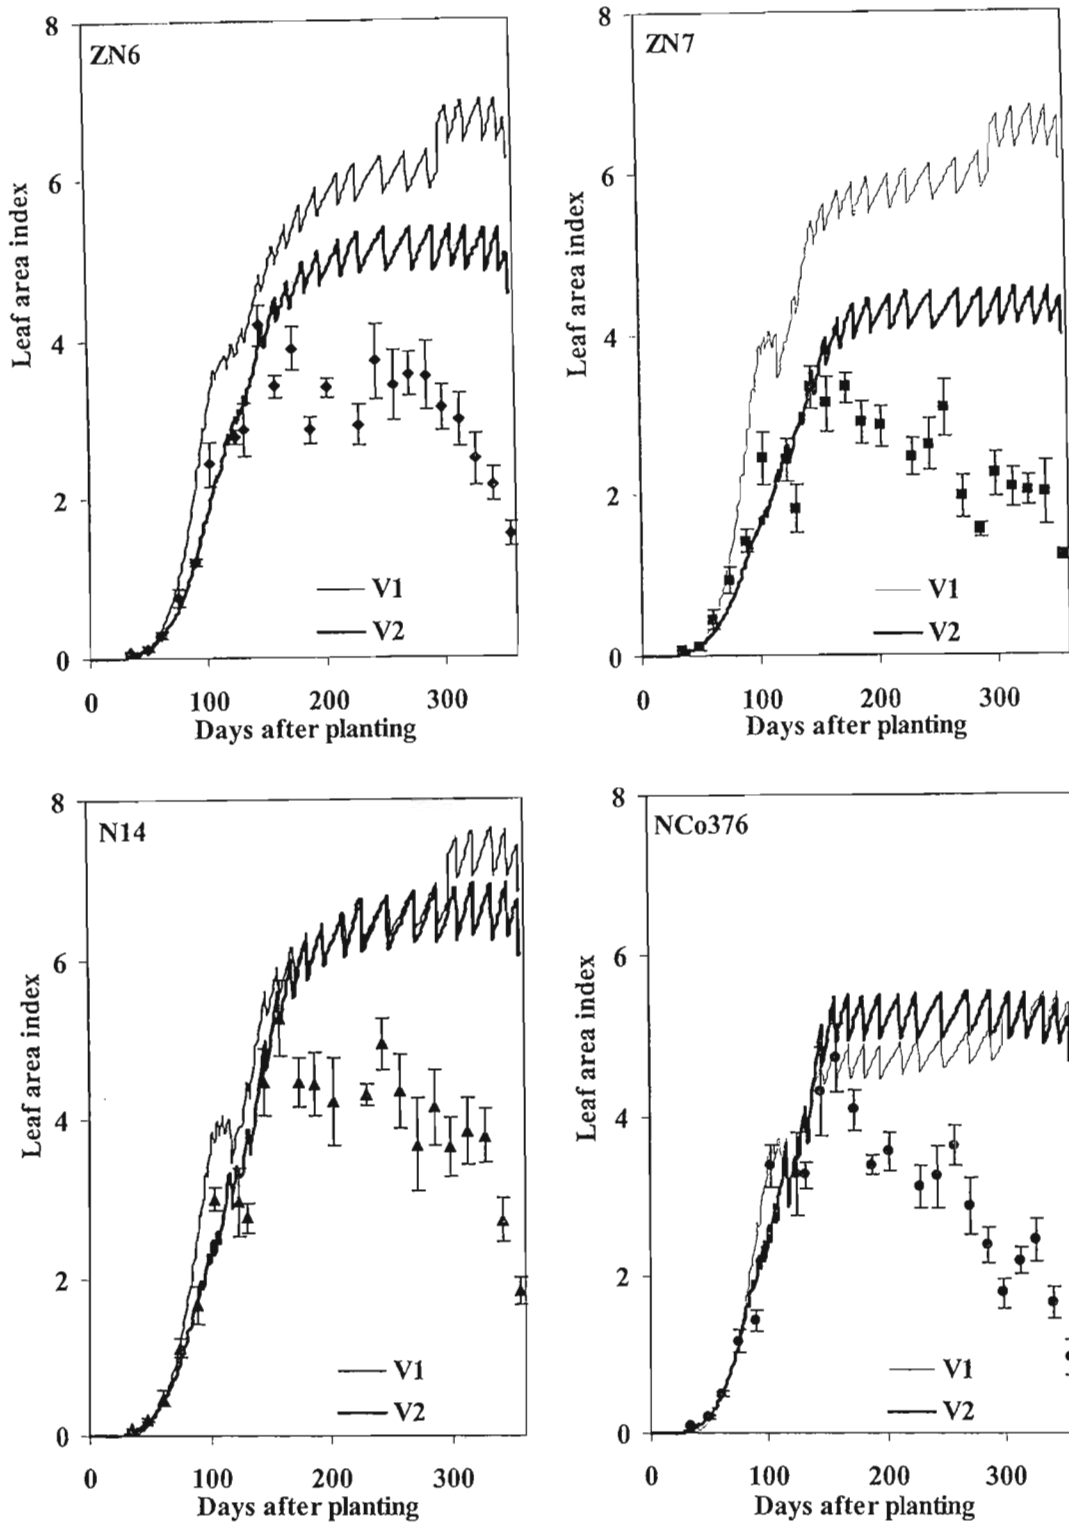 8
ZN6
6
4
2
0
Leaf area index
V1
V2
0 100 200 300
Days after planting
8
ZN7
6
4
2
0
Leaf area index
V1
V2
0 100 200 300
Days after planting
8
N14
6
4
2
0
Leaf area index
V1
V2
0 100 200 300
Days after planting
8
NCo376
6
4
2
0
Leaf area index
V1
V2
0 100 200 300
Days after planting